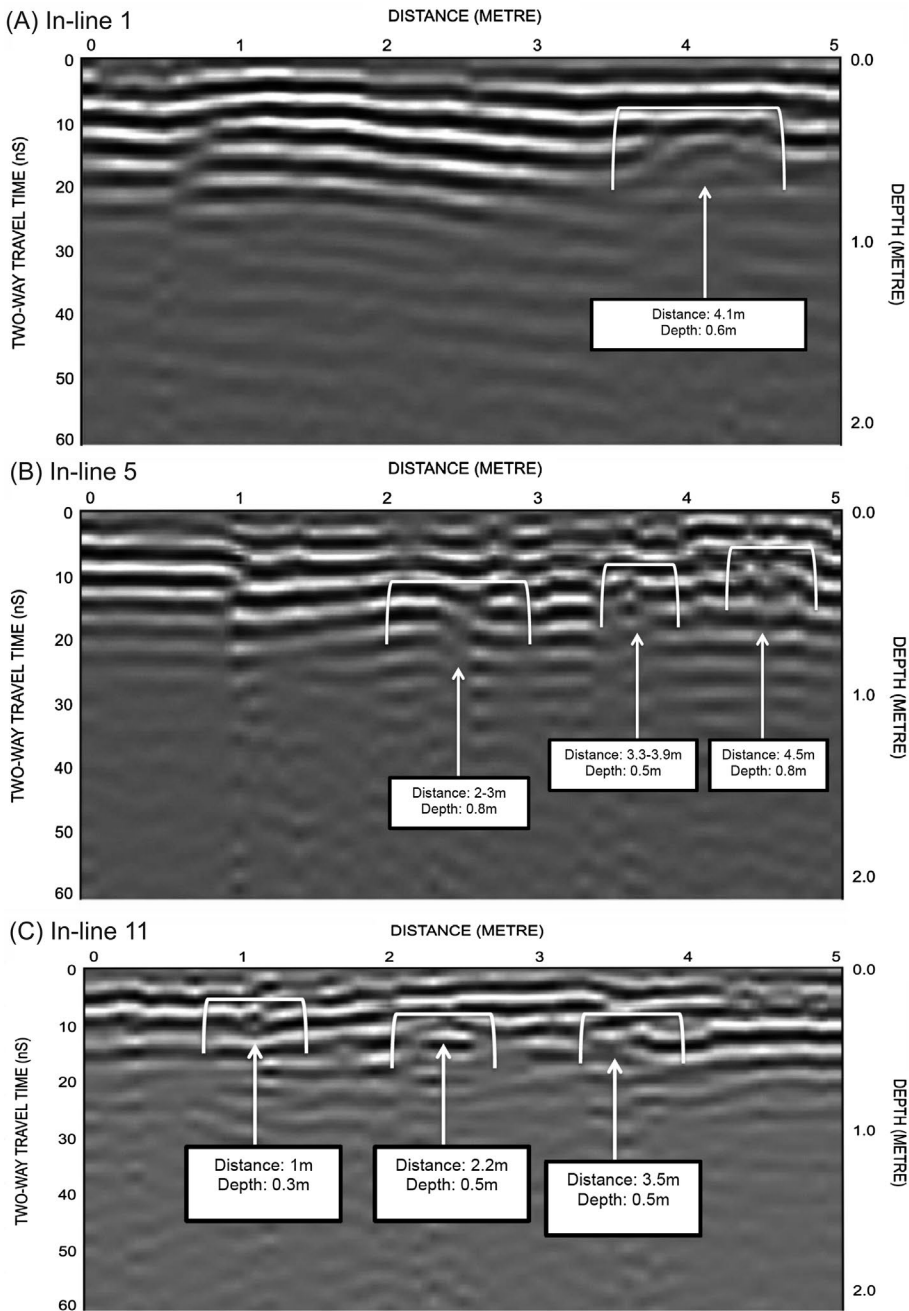 (A) In-line 1
DISTANCE (METRE)
0 1 2 3 4 5
TWO-WAY TRAVEL TIME (nS)
0
10
20
30
40
50
60
DEPTH (METRE)
0.0
1.0
2.0
Distance: 4.1m
Depth: 0.6m
(B) In-line 5
DISTANCE (METRE)
0 1 2 3 4 5
TWO-WAY TRAVEL TIME (nS)
0
10
20
30
40
50
60
DEPTH (METRE)
0.0
1.0
2.0
Distance: 2-3m
Depth: 0.8m
Distance: 3.3-3.9m
Depth: 0.5m
Distance: 4.5m
Depth: 0.8m
(C) In-line 11
DISTANCE (METRE)
0 1 2 3 4 5
TWO-WAY TRAVEL TIME (nS)
0
10
20
30
40
50
60
DEPTH (METRE)
0.0
1.0
2.0
Distance: 1m
Depth: 0.3m
Distance: 2.2m
Depth: 0.5m
Distance: 3.5m
Depth: 0.5m